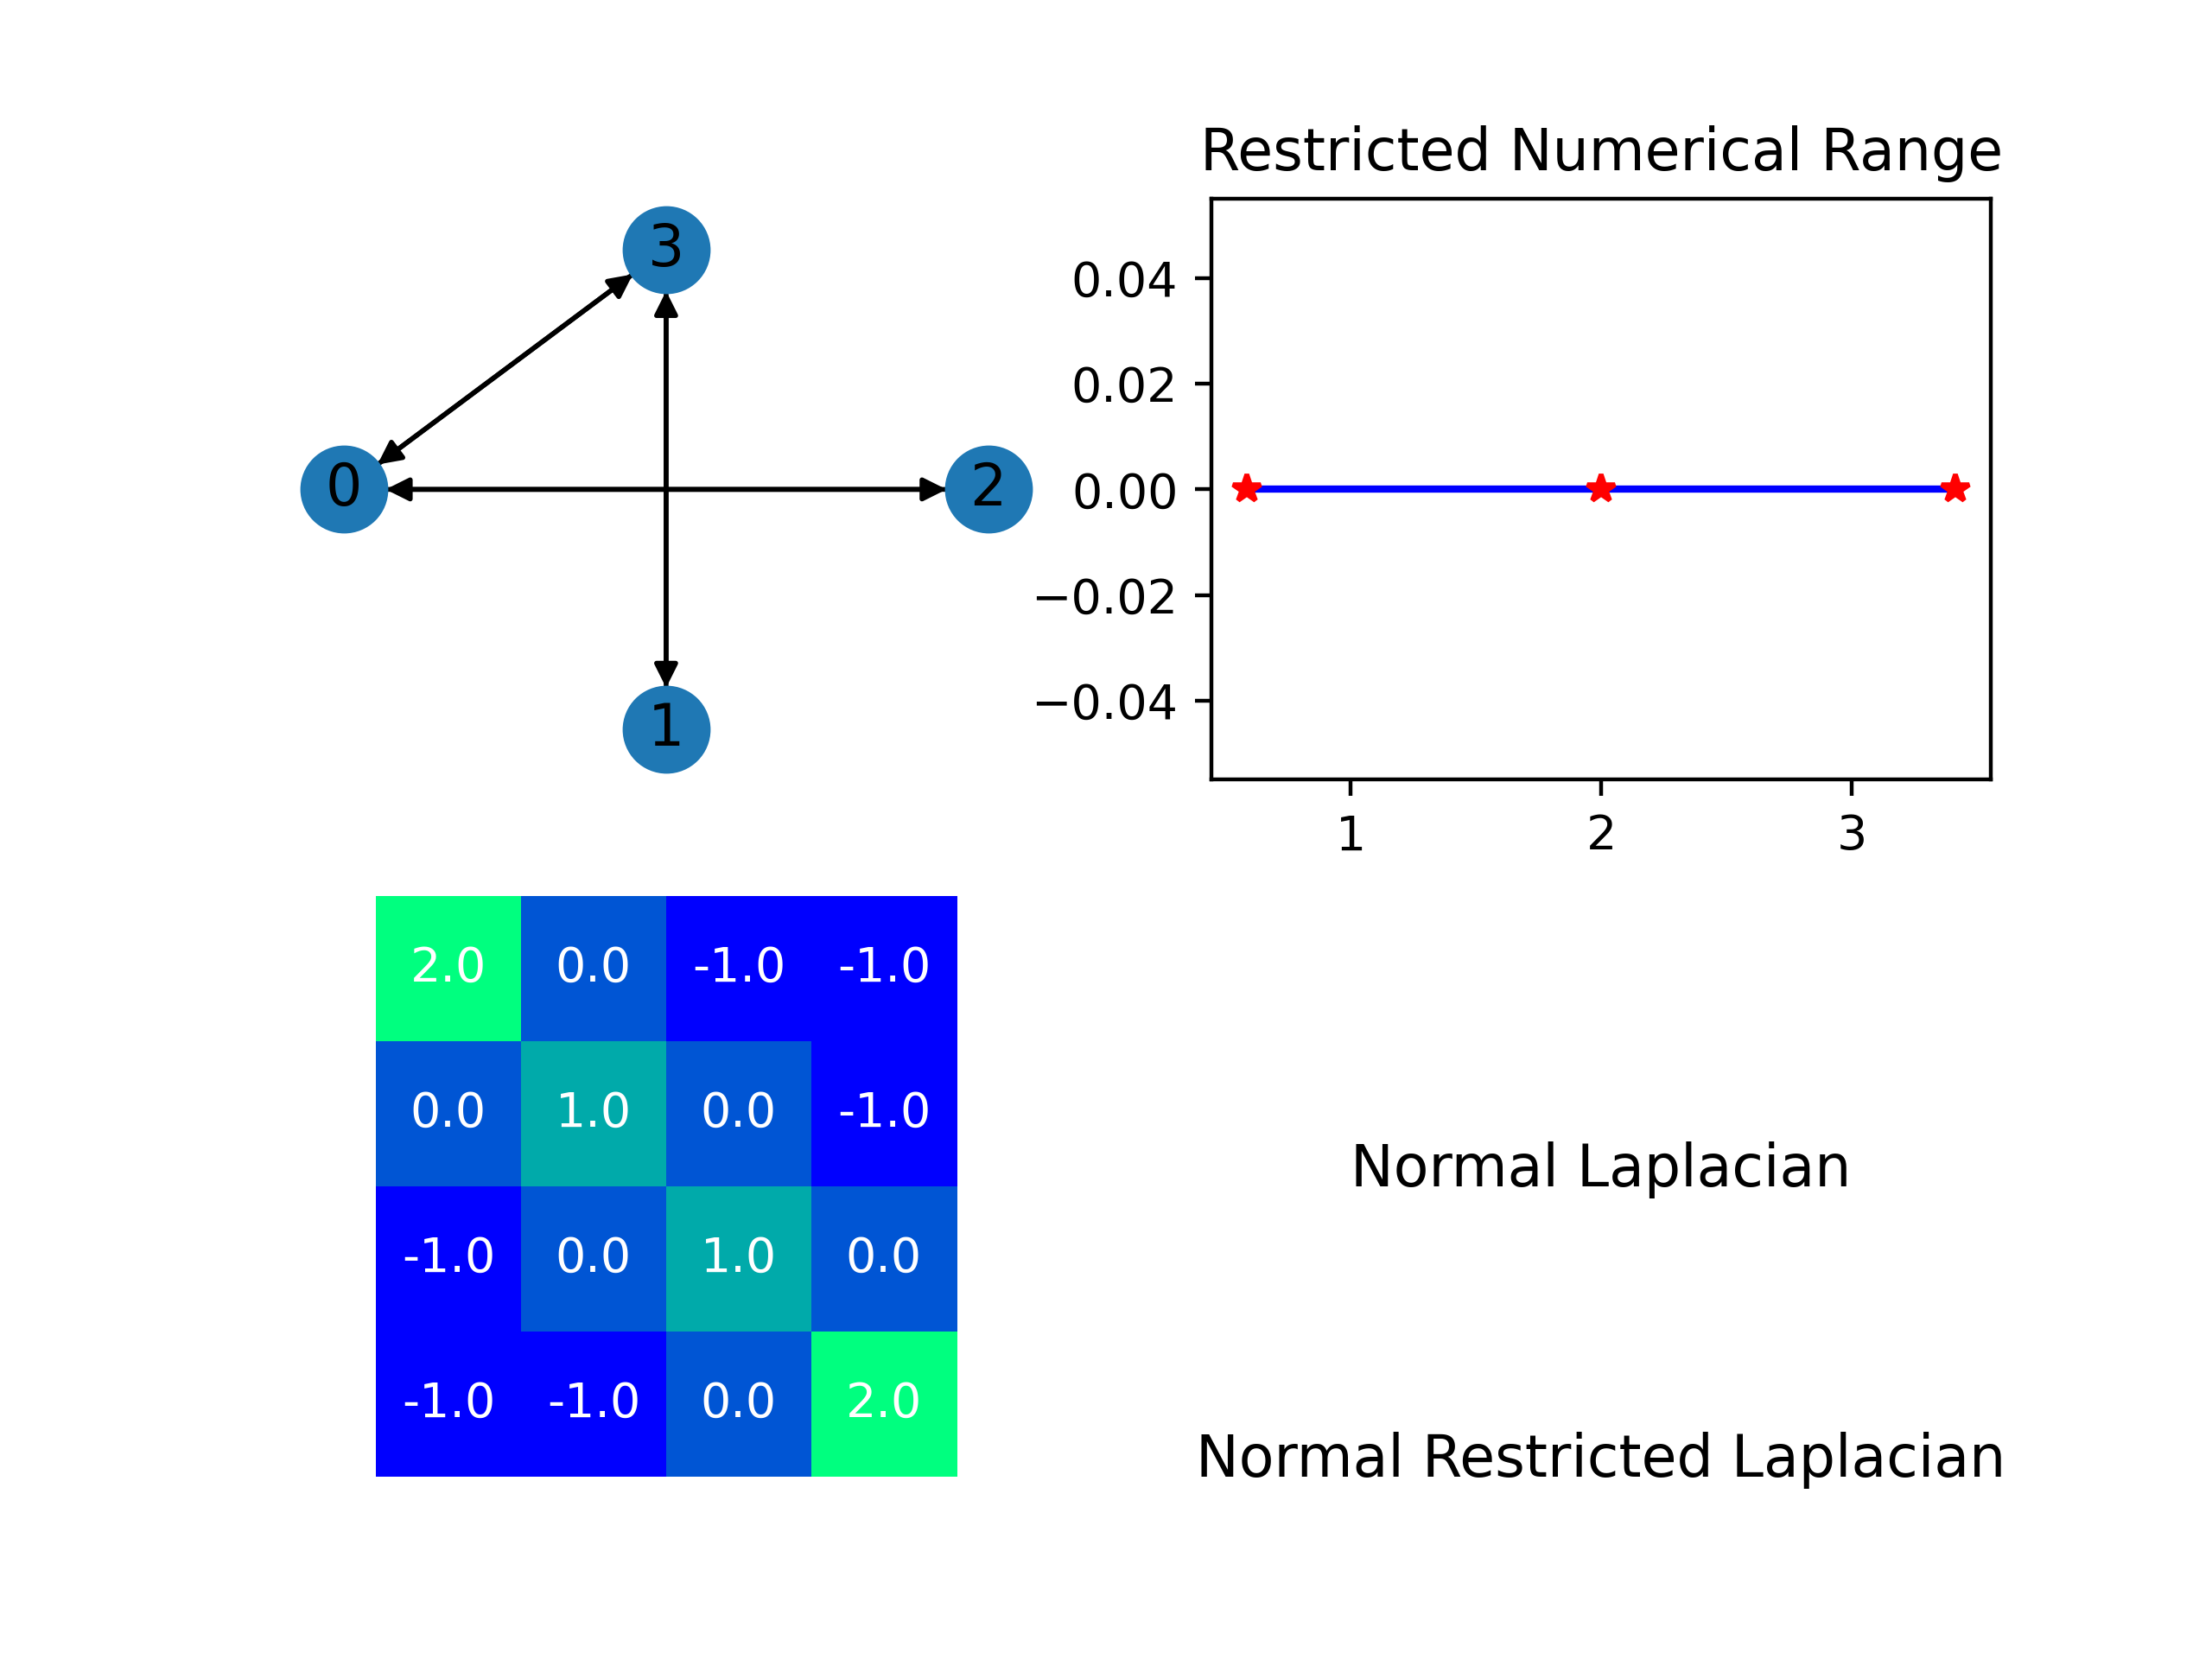 3
0
2
1
Restricted Numerical Range
0.04
0.02
0.00
−0.02
−0.04
1 2 3
2.0 0.0 -1.0 -1.0
0.0 1.0 0.0 -1.0
-1.0 0.0 1.0 0.0
-1.0 -1.0 0.0 2.0
Normal Laplacian
Normal Restricted Laplacian